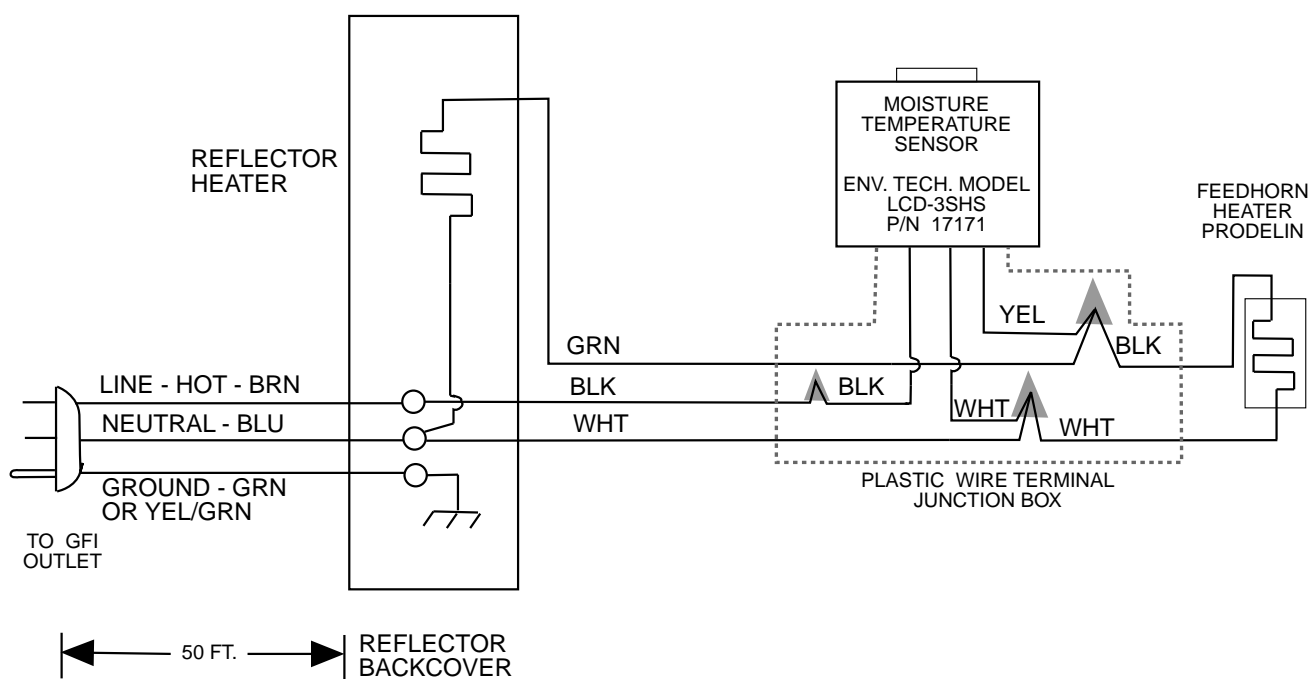 MOISTURE
TEMPERATURE
SENSOR
ENV. TECH. MODEL
LCD-3SHS
P/N 17171
REFLECTOR
HEATER
FEEDHORN
HEATER
PRODELIN
YEL
GRN
BLK
LINE - HOT - BRN
BLK
BLK
NEUTRAL - BLU
WHT
WHT
WHT
GROUND - GRN
OR YEL/GRN
PLASTIC WIRE TERMINAL
JUNCTION BOX
TO GFI
OUTLET
50 FT.
REFLECTOR
BACKCOVER